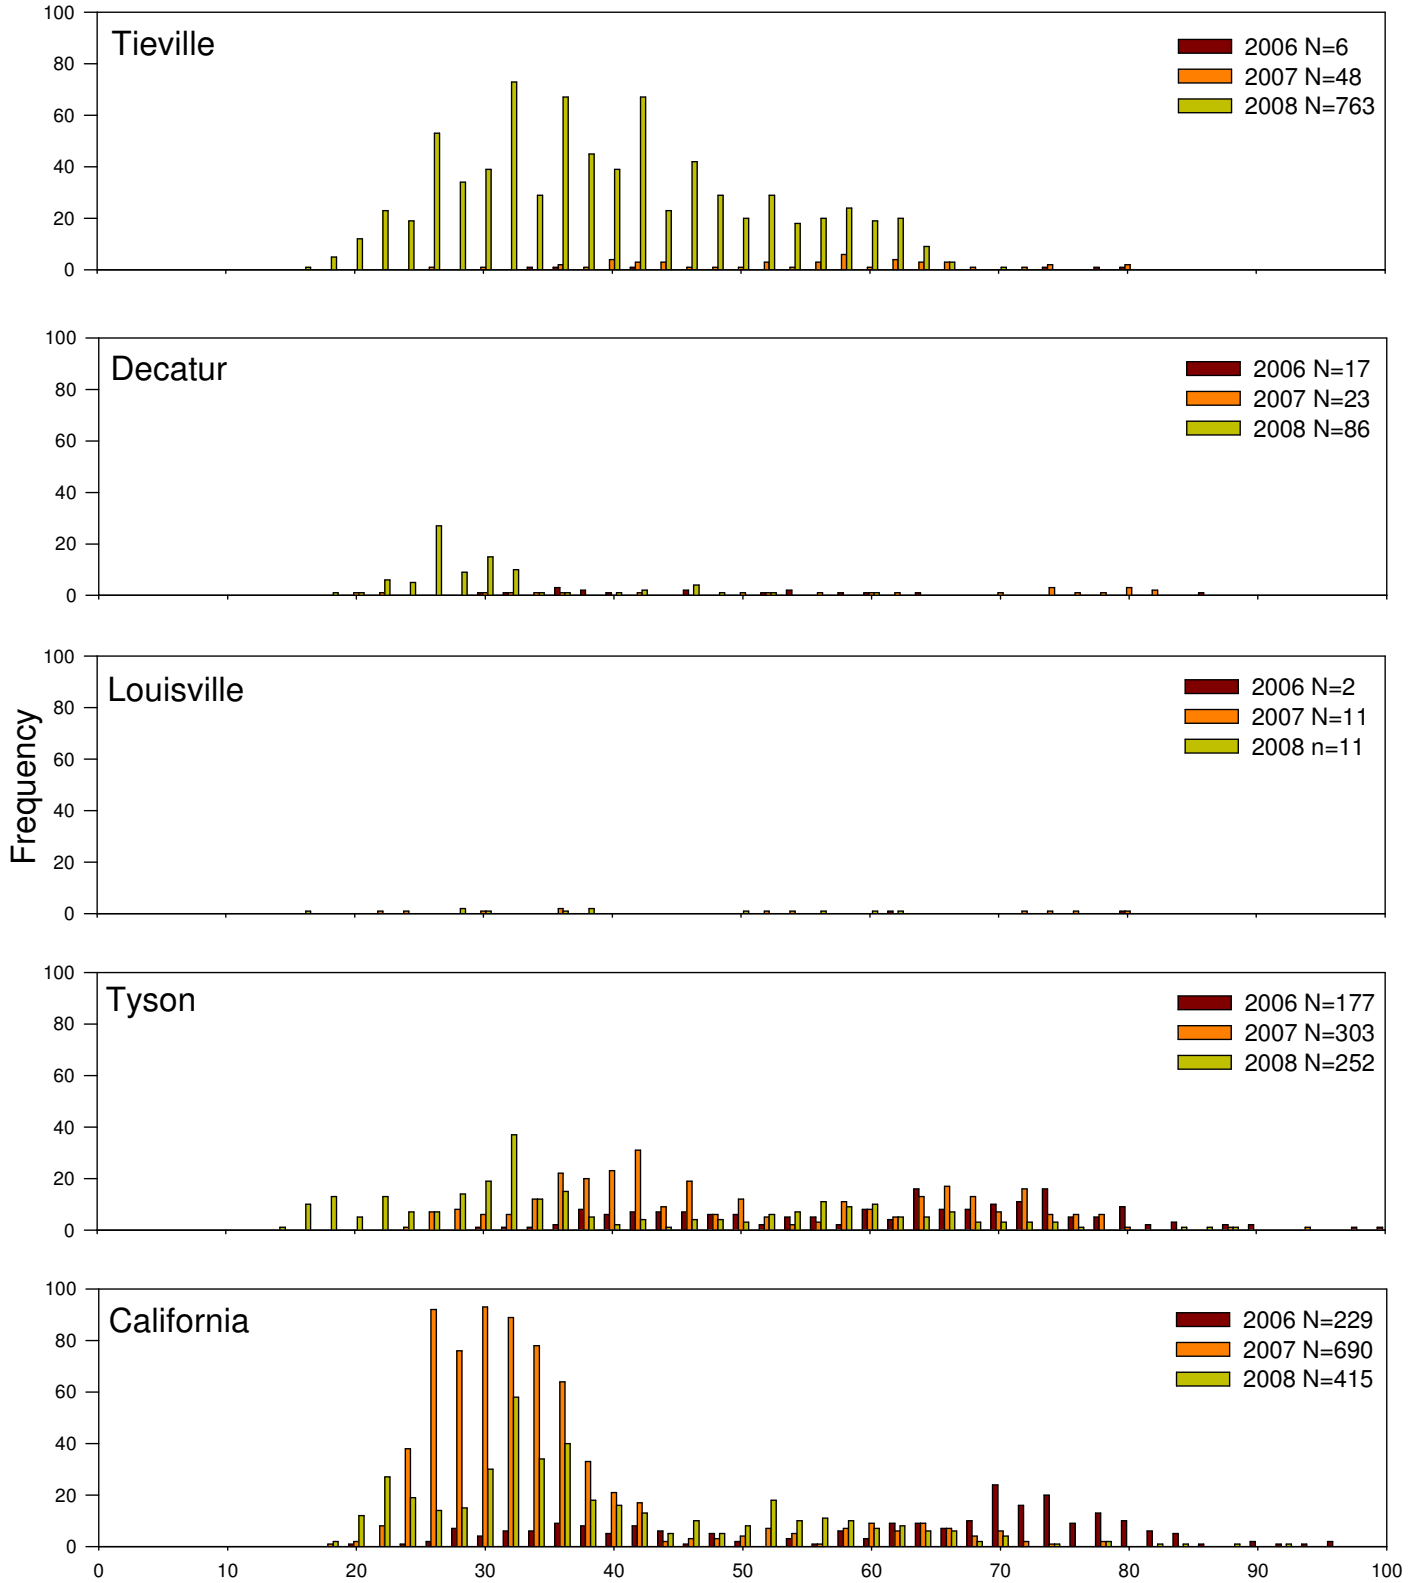 Frequency
100
80
60
40
20
0
Tieville
2006 N=6
2007 N=48
2008 N=763
100
80
60
40
20
0
Decatur
2006 N=17
2007 N=23
2008 N=86
100
80
60
40
20
0
Louisville
2006 N=2
2007 N=11
2008 n=11
100
80
60
40
20
0
Tyson
2006 N=177
2007 N=303
2008 N=252
100
80
60
40
20
0
California
2006 N=229
2007 N=690
2008 N=415
0 10 20 30 40 50 60 70 80 90 100